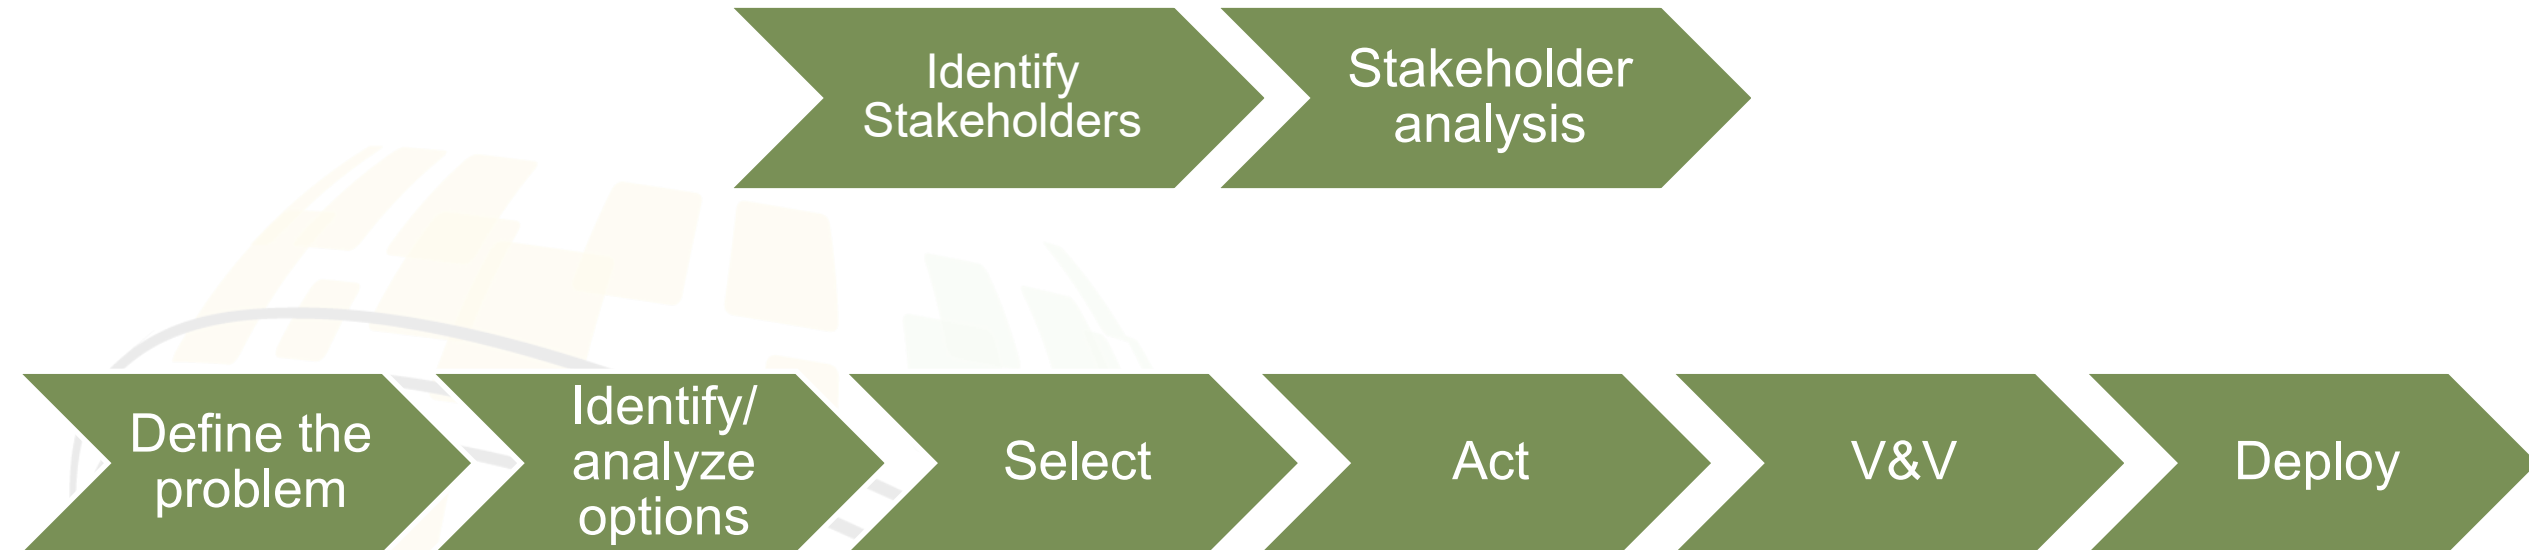 Identify
Stakeholders
Stakeholder
analysis
Define the
problem
Identify/
analyze
options
Select
Act
V&V
Deploy